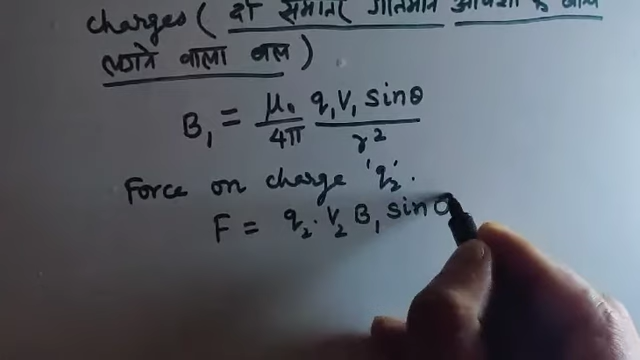 charges ( दो समान्तर गतिमान आवेशों के बीच
लगने वाला बल )
B₁ = μ₀/4π q₁V₁ sinθ/r²
Force on charge 'q₂'.
F = q₂. V₂ B₁ sinθ